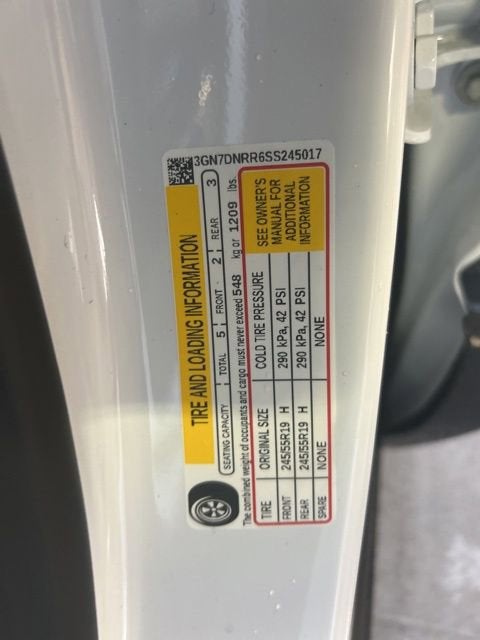 3GN7DNRR6SS245017
TIRE AND LOADING INFORMATION
SEATING CAPACITY TOTAL 5 FRONT 2 REAR 3
The combined weight of occupants and cargo must never exceed 548 kg or 1209 lbs.
TIRE ORIGINAL SIZE COLD TIRE PRESSURE SEE OWNER'S MANUAL FOR ADDITIONAL INFORMATION
FRONT 245/55R19 H 290 kPa, 42 PSI
REAR 245/55R19 H 290 kPa, 42 PSI
SPARE NONE NONE